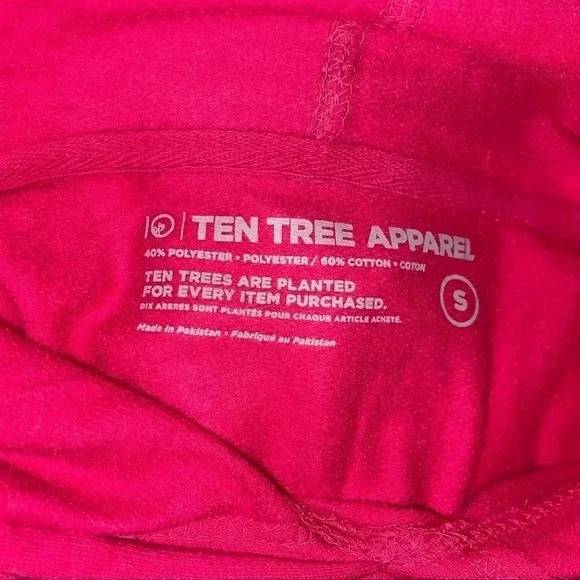 10 | TEN TREE APPAREL
40% POLYESTER • POLYESTER / 60% COTTON • COTON
TEN TREES ARE PLANTED
FOR EVERY ITEM PURCHASED.
S
DIX ARBRES SONT PLANTÉS POUR CHAQUE ARTICLE ACHETÉ.
Made in Pakistan • Fabriqué au Pakistan